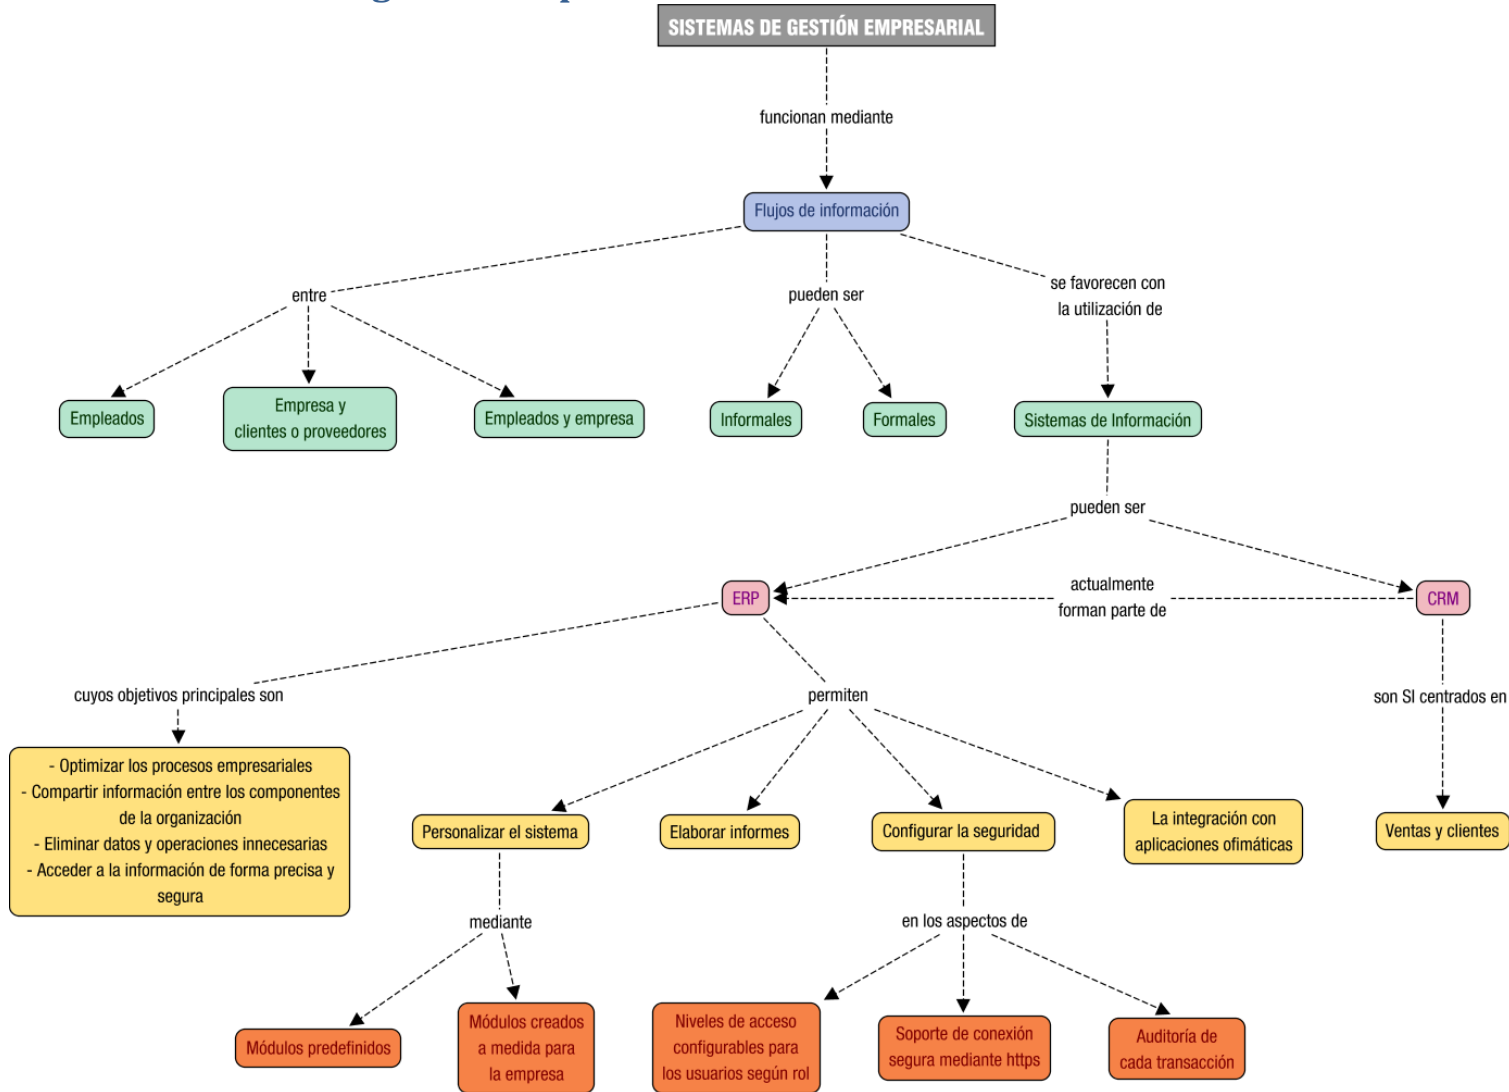 SISTEMAS DE GESTIÓN EMPRESARIAL
funcionan mediante
Flujos de información
entre
pueden ser
se favorecen con
la utilización de
Empleados
Empresa y
clientes o proveedores
Empleados y empresa
Informales
Formales
Sistemas de Información
pueden ser
ERP
actualmente
forman parte de
CRM
cuyos objetivos principales son
permiten
son SI centrados en
- Optimizar los procesos empresariales
- Compartir información entre los componentes
de la organización
- Eliminar datos y operaciones innecesarias
- Acceder a la información de forma precisa y
segura
Personalizar el sistema
Elaborar informes
Configurar la seguridad
La integración con
aplicaciones ofimáticas
Ventas y clientes
mediante
en los aspectos de
Módulos predefinidos
Módulos creados
a medida para
la empresa
Niveles de acceso
configurables para
los usuarios según rol
Soporte de conexión
segura mediante https
Auditoría de
cada transacción